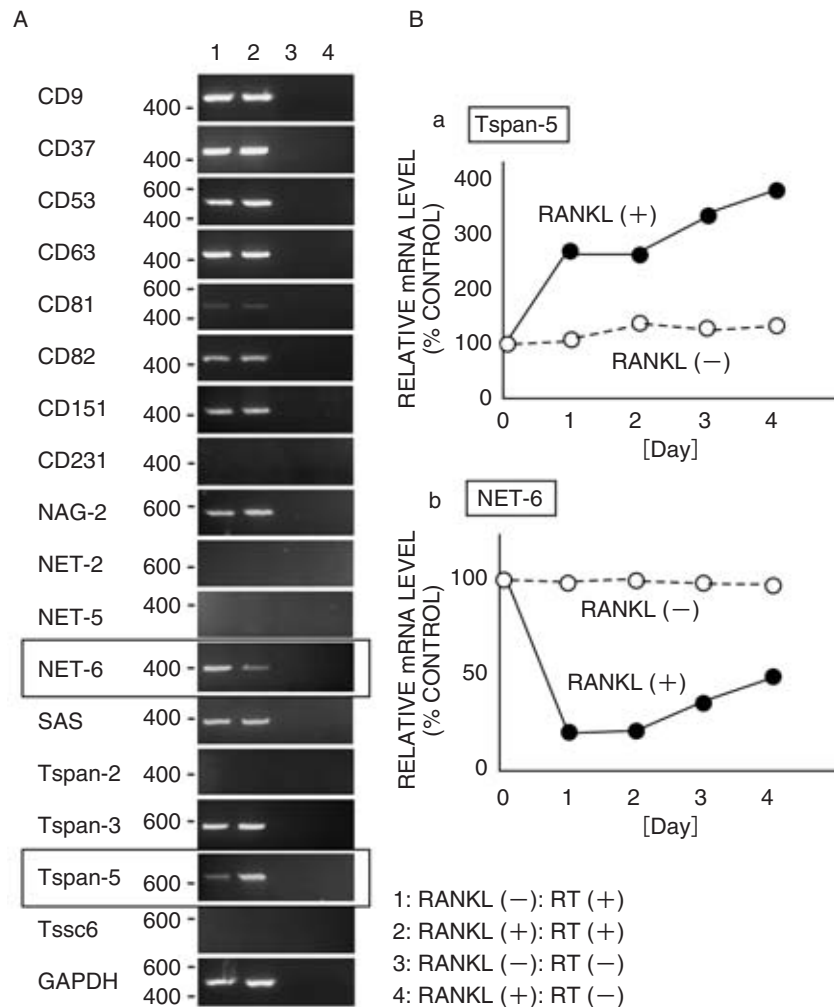 A
1 2 3 4
CD9 400 -
CD37 400 -
CD53 600 - 400 -
CD63 400 -
CD81 600 - 400 -
CD82 400 -
CD151 400 -
CD231 400 -
NAG-2 600 -
NET-2 600 -
NET-5 400 -
NET-6 400 -
SAS 400 -
Tspan-2 400 -
Tspan-3 600 -
Tspan-5 600 -
Tssc6 600 -
GAPDH 600 - 400 -
B
a Tspan-5
RELATIVE mRNA LEVEL
(% CONTROL)
400
300
200
100
0
RANKL (+)
RANKL (−)
0 1 2 3 4
[Day]
b NET-6
RELATIVE mRNA LEVEL
(% CONTROL)
100
50
0
RANKL (−)
RANKL (+)
0 1 2 3 4
[Day]
1: RANKL (−): RT (+)
2: RANKL (+): RT (+)
3: RANKL (−): RT (−)
4: RANKL (+): RT (−)